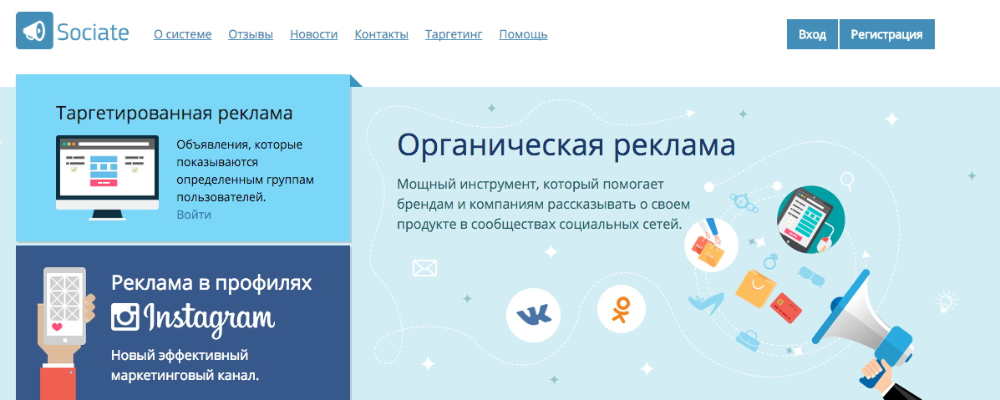 Sociate
О системе Отзывы Новости Контакты Таргетинг Помощь
Вход Регистрация
Таргетированная реклама
Объявления, которые
показываются
определенным группам
пользователей.
Войти
Реклама в профилях
Instagram
Новый эффективный
маркетинговый канал.
Органическая реклама
Мощный инструмент, который помогает
брендам и компаниям рассказывать о своем
продукте в сообществах социальных сетей.